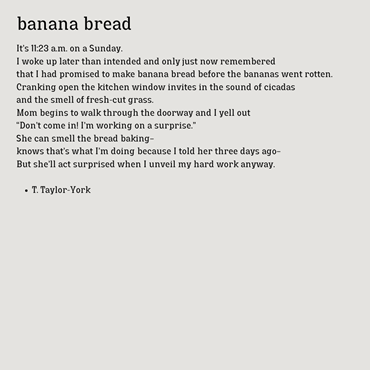 banana bread
It's 11:23 a.m. on a Sunday.
I woke up later than intended and only just now remembered
that I had promised to make banana bread before the bananas went rotten.
Cranking open the kitchen window invites in the sound of cicadas
and the smell of fresh-cut grass.
Mom begins to walk through the doorway and I yell out
"Don't come in! I'm working on a surprise."
She can smell the bread baking–
knows that's what I'm doing because I told her three days ago–
But she'll act surprised when I unveil my hard work anyway.
• T. Taylor-York